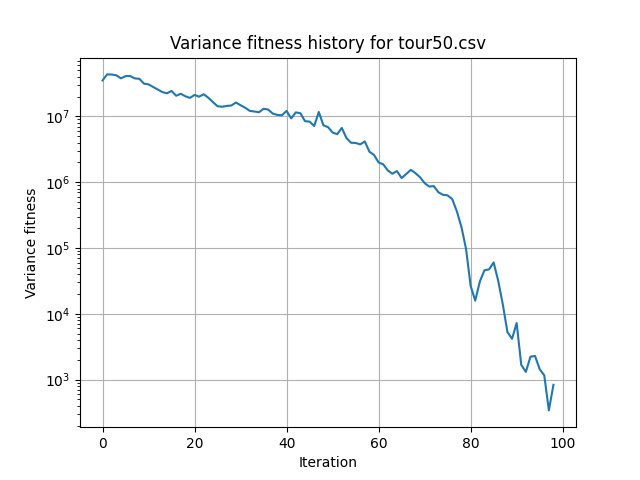 Variance fitness history for tour50.csv
Variance fitness
10⁷
10⁶
10⁵
10⁴
10³
0 20 40 60 80 100
Iteration